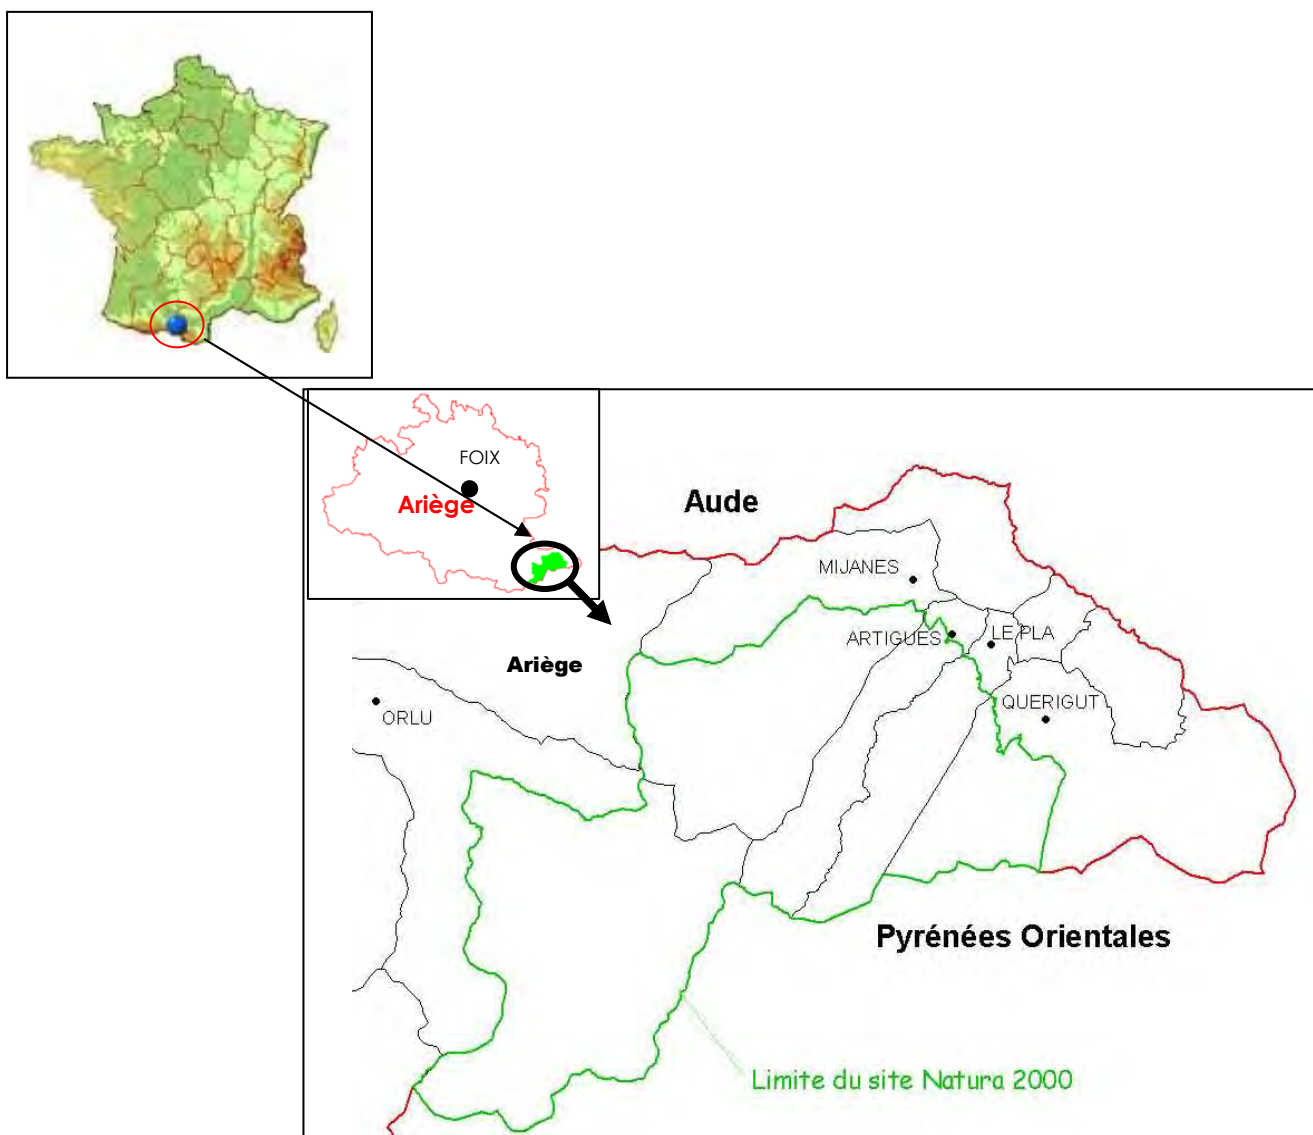 FOIX
Ariège
Aude
MIJANES
ARTIGUES
LE PLA
Ariège
QUERIGUT
ORLU
Pyrénées Orientales
Limite du site Natura 2000